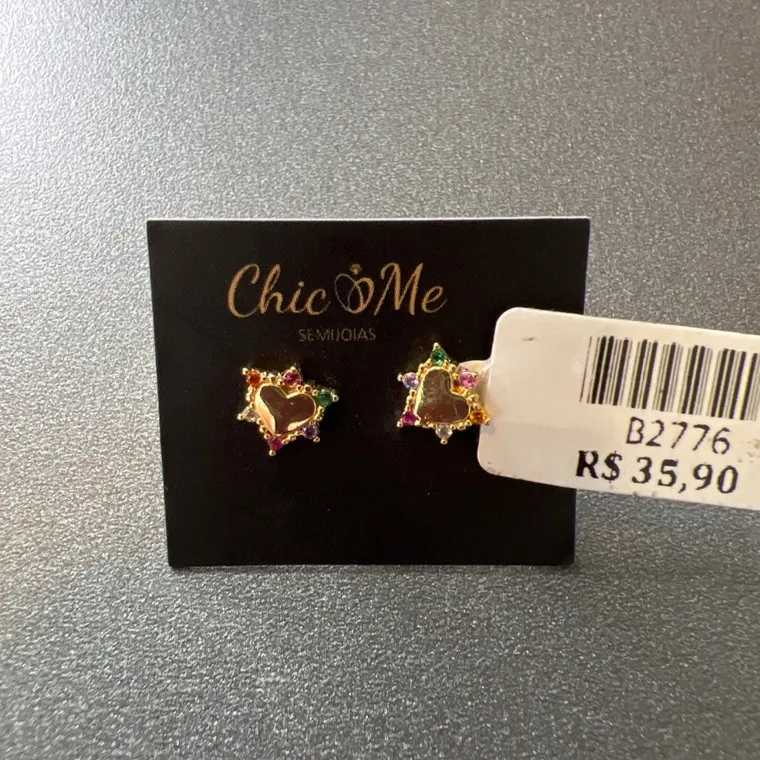 Chic Me
SEMIJOIAS
B2776
R$ 35,90